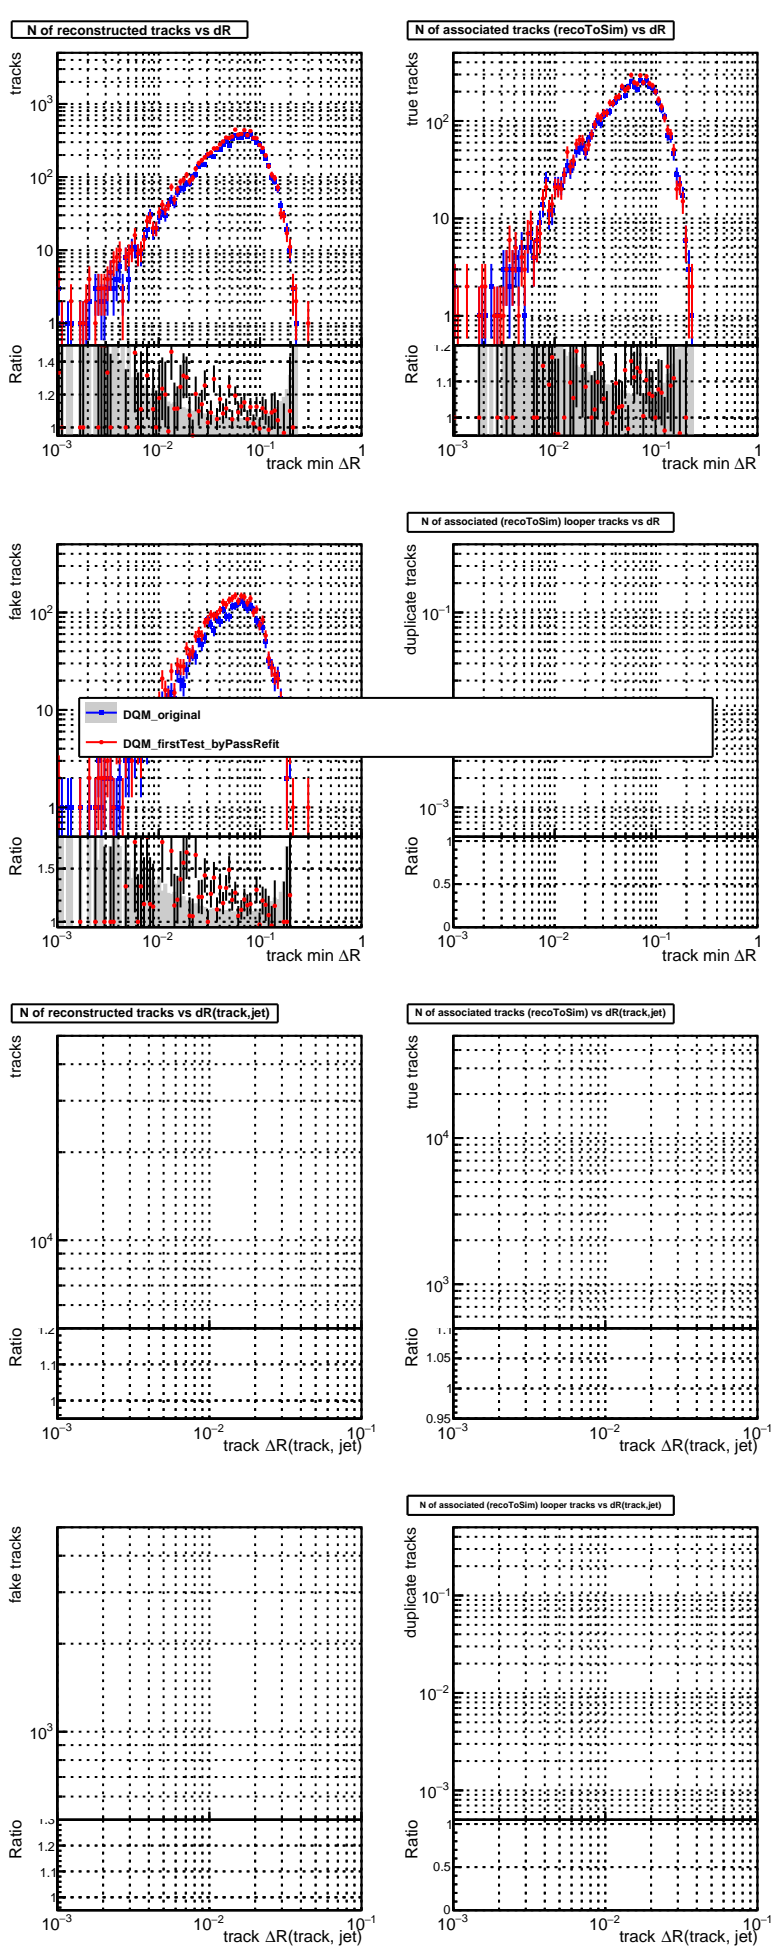 N of reconstructed tracks vs dR
tracks
10³
10²
10
1
Ratio
1.4
1.2
1
10⁻³ 10⁻² 10⁻¹ 1
track min ΔR
N of associated tracks (recoToSim) vs dR
true tracks
10²
10
1
Ratio
1.2
1.1
1
10⁻³ 10⁻² 10⁻¹ 1
track min ΔR
fake tracks
10²
10
1
Ratio
1.5
1
10⁻³ 10⁻² 10⁻¹ 1
track min ΔR
N of associated (recoToSim) looper tracks vs dR
duplicate tracks
10⁻¹
10⁻³
Ratio
1
0.5
0
10⁻³ 10⁻² 10⁻¹ 1
track min ΔR
DQM_original
DQM_firstTest_byPassRefit
N of reconstructed tracks vs dR(track,jet)
tracks
10⁴
Ratio
1.2
1.1
1
10⁻³ 10⁻² 10⁻¹
track ΔR(track, jet)
N of associated tracks (recoToSim) vs dR(track,jet)
true tracks
10⁴
10³
Ratio
1.1
1.05
1
0.95
10⁻³ 10⁻² 10⁻¹
track ΔR(track, jet)
fake tracks
10³
Ratio
1.3
1.2
1.1
1
10⁻³ 10⁻² 10⁻¹
track ΔR(track, jet)
N of associated (recoToSim) looper tracks vs dR(track,jet)
duplicate tracks
10⁻¹
10⁻²
10⁻³
Ratio
1
0.5
0
10⁻³ 10⁻² 10⁻¹
track ΔR(track, jet)